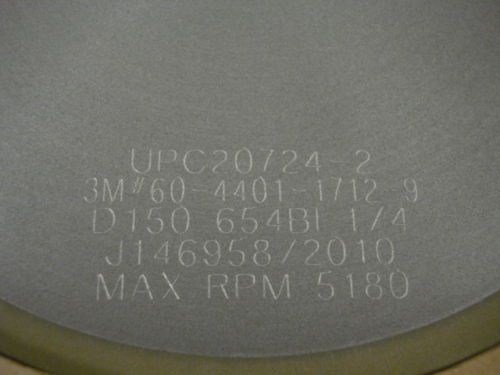 UPC20724-2
3M#60-4401-1712-9
D150 654BI 1/4
J146958/2010
MAX RPM 5180